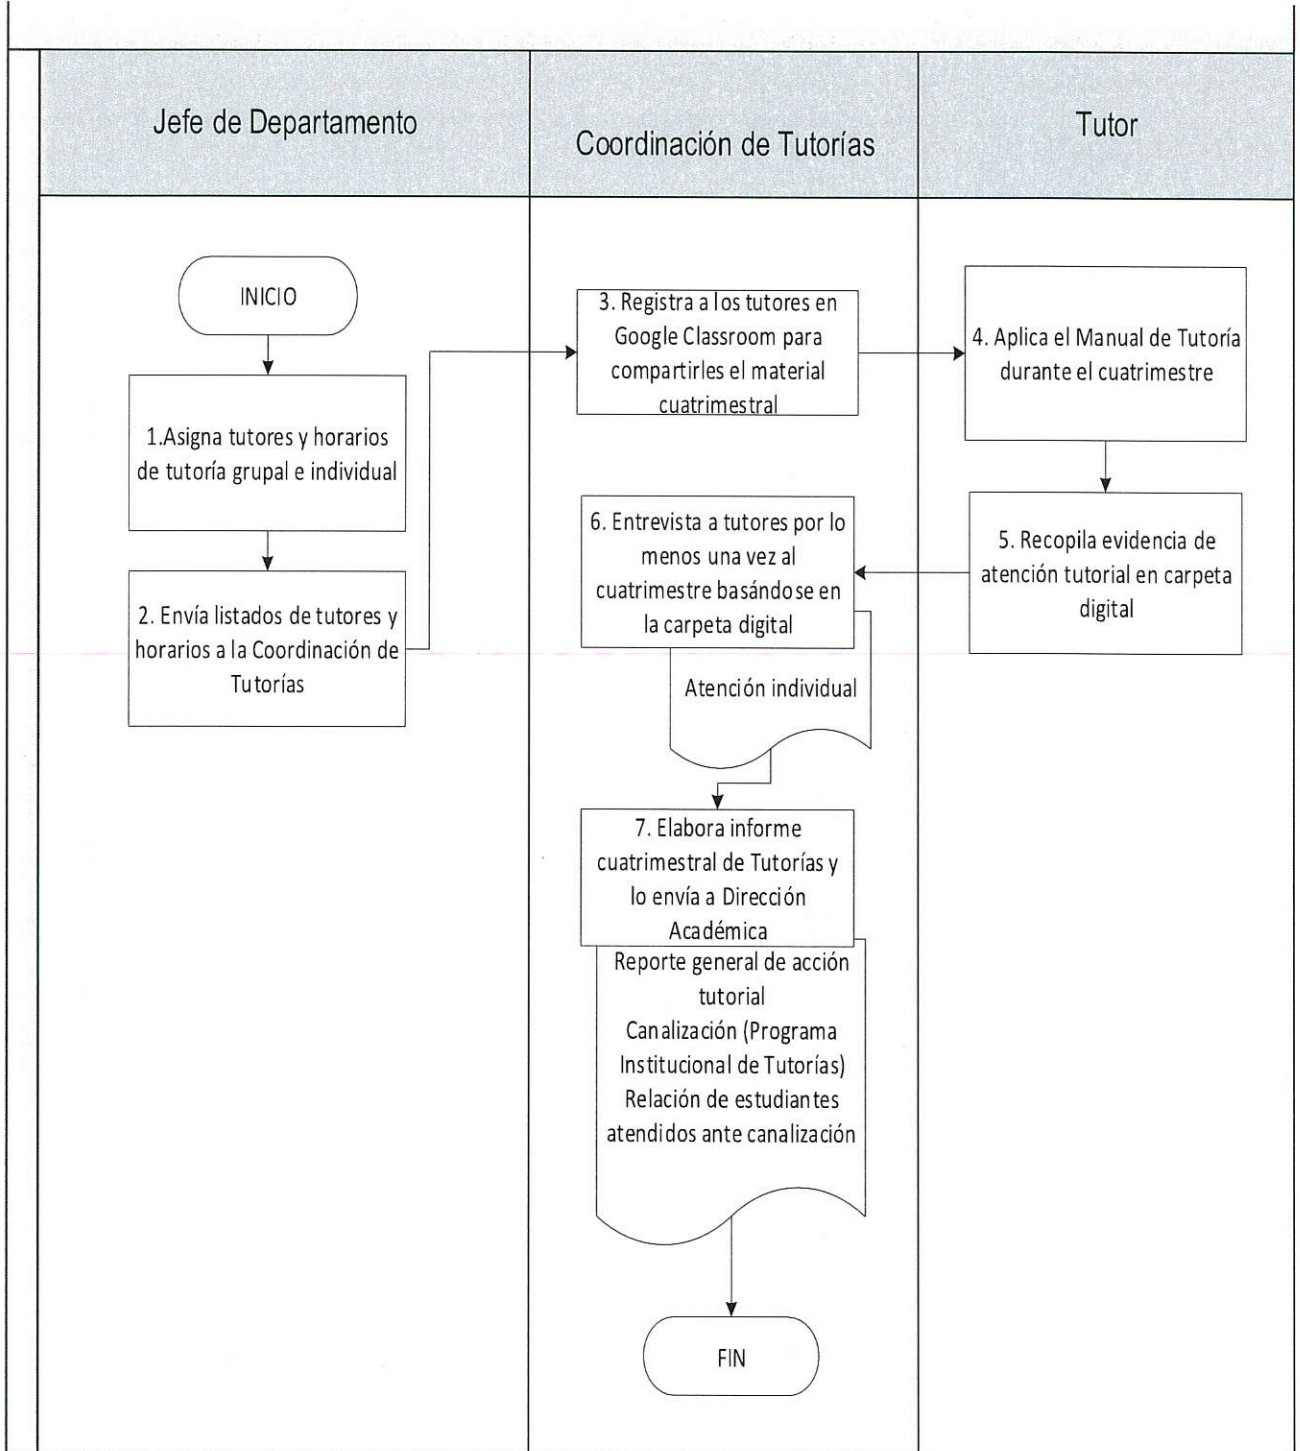 Jefe de Departamento
Coordinación de Tutorías
Tutor
INICIO
1.Asigna tutores y horarios
de tutoría grupal e individual
2. Envía listados de tutores y
horarios a la Coordinación de
Tutorías
3. Registra a los tutores en
Google Classroom para
compartirles el material
cuatrimestral
4. Aplica el Manual de Tutoría
durante el cuatrimestre
5. Recopila evidencia de
atención tutorial en carpeta
digital
6. Entrevista a tutores por lo
menos una vez al
cuatrimestre basándose en
la carpeta digital
Atención individual
7. Elabora informe
cuatrimestral de Tutorías y
lo envía a Dirección
Académica
Reporte general de acción
tutorial
Canalización (Programa
Institucional de Tutorías)
Relación de estudiantes
atendidos ante canalización
FIN